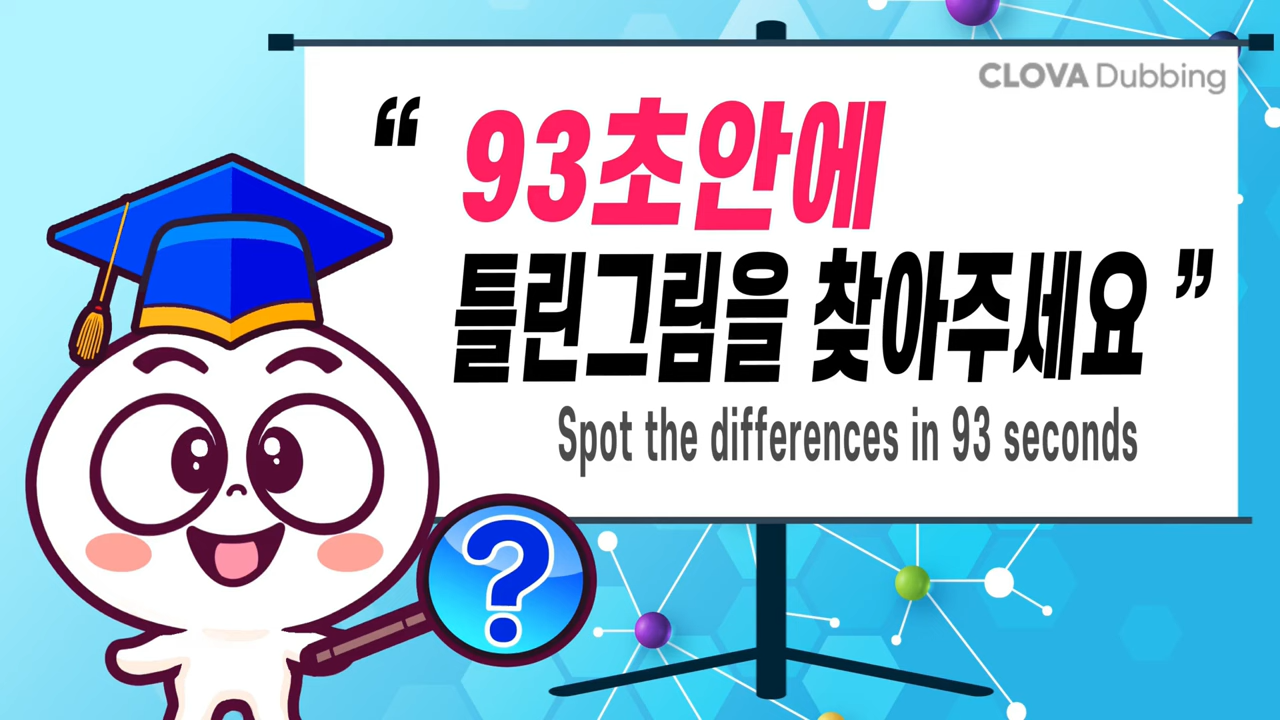 CLOVA Dubbing
“ 93초안에
틀린그림을 찾아주세요 ”
Spot the differences in 93 seconds
?